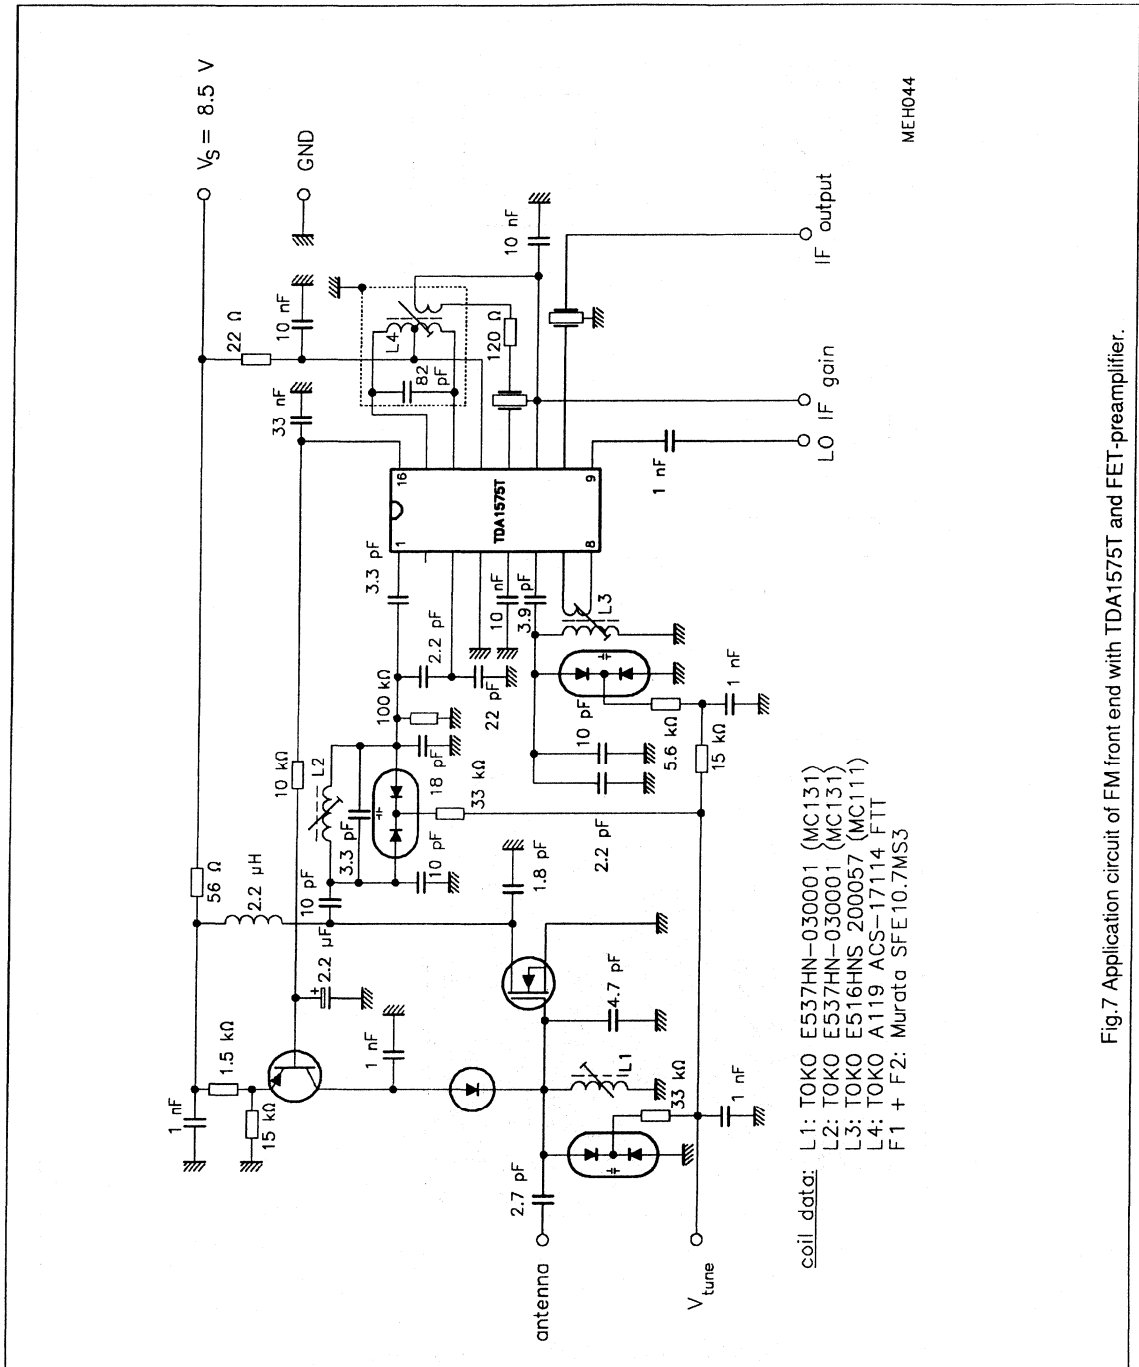 VS = 8.5 V
GND
22 Ω
10 nF
33 nF
L4
82 pF
120 Ω
10 nF
56 Ω
2.2 μH
10 kΩ
L2
3.3 pF
18 pF
10 pF
33 kΩ
10 pF
100 kΩ
2.2 pF
22 pF
3.3 pF
1
16
TDA1575T
8
9
10 nF
3.9 pF
L3
10 pF
5.6 kΩ
15 kΩ
1 nF
2.2 pF
1 nF
IF output
IF gain
LO
2.2 μF
+
1.5 kΩ
1 nF
15 kΩ
1 nF
1.8 pF
4.7 pF
L1
33 kΩ
1 nF
2.7 pF
antenna
Vtune
coil data: L1: TOKO E537HN-030001 (MC131)
L2: TOKO E537HN-030001 (MC131)
L3: TOKO E516HNS 200057 (MC111)
L4: TOKO A119 ACS-17114 FTT
F1 + F2: Murata SFE10.7MS3
MEH044
Fig.7 Application circuit of FM front end with TDA1575T and FET-preamplifier.